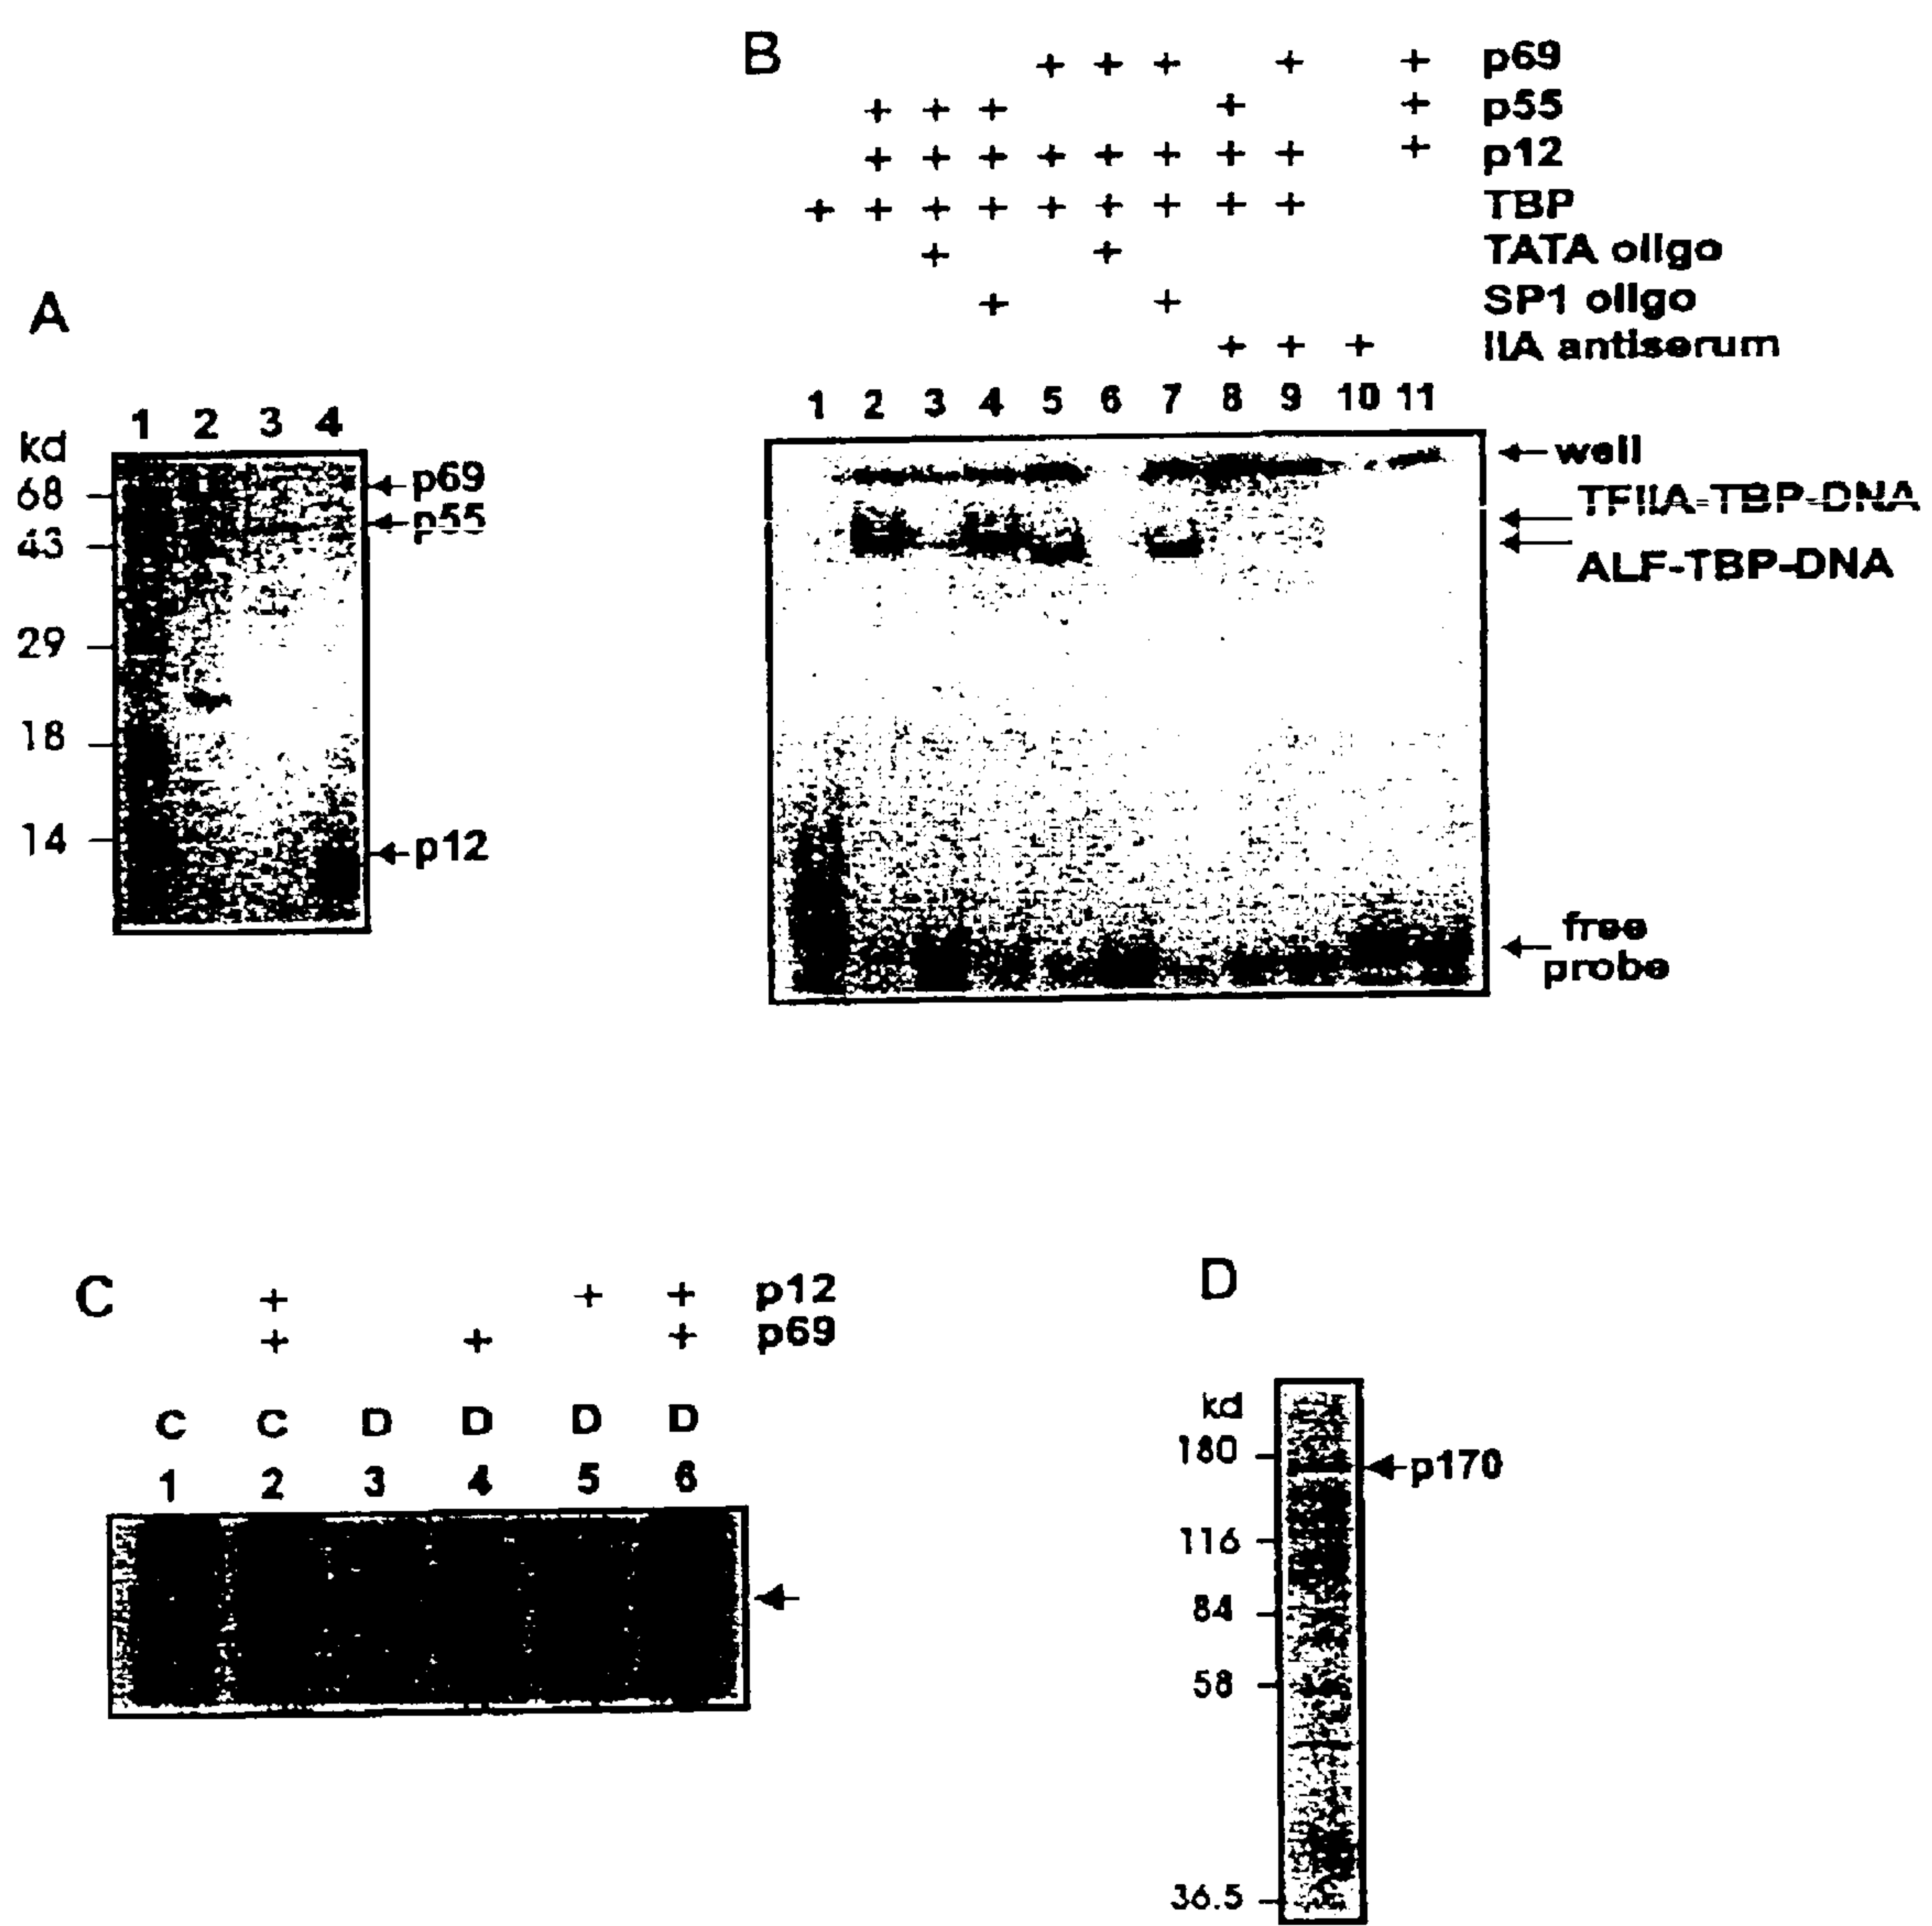 B
+ + + + + p69
+ + + + + p55
+ + + + + + + + + p12
+ + + + + + + + + TBP
+ + TATA oligo
+ + SP1 oligo
+ + + IIA antiserum
1 2 3 4 5 6 7 8 9 10 11
well
TFIIA-TBP-DNA
ALF-TBP-DNA
free
probe
A
1 2 3 4
kd
68
43
29
18
14
p69
p55
p12
C
+ + + p12
+ + + p69
C C D D D D
1 2 3 4 5 6
D
kd
180
116
84
58
36.5
p170